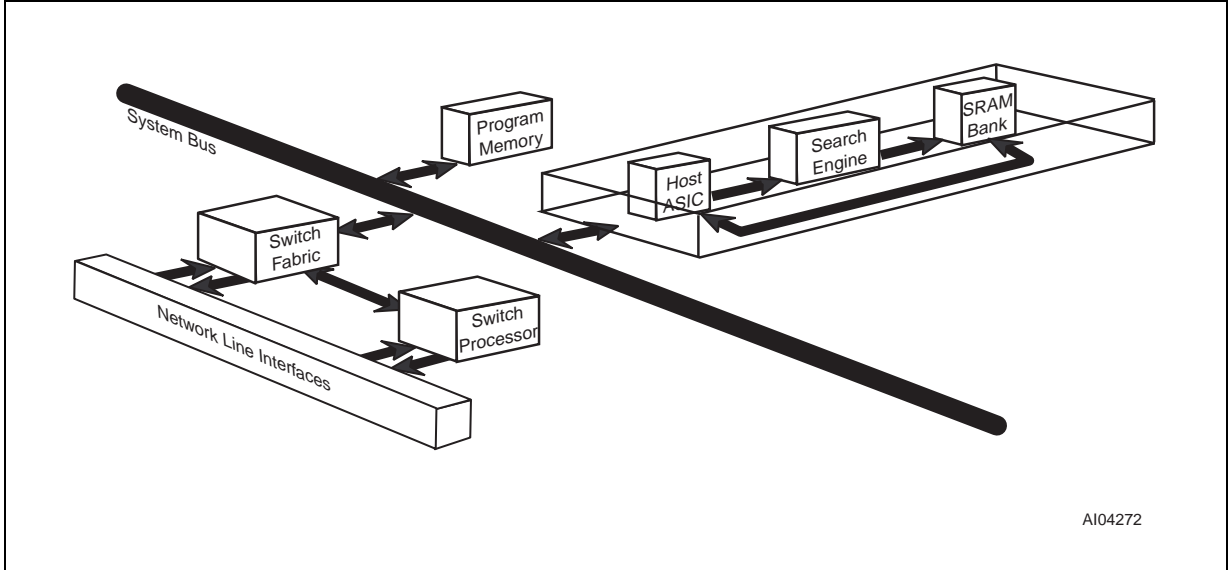 System Bus
Program
Memory
SRAM
Bank
Search
Engine
Host
ASIC
Switch
Fabric
Switch
Processor
Network Line Interfaces
AI04272